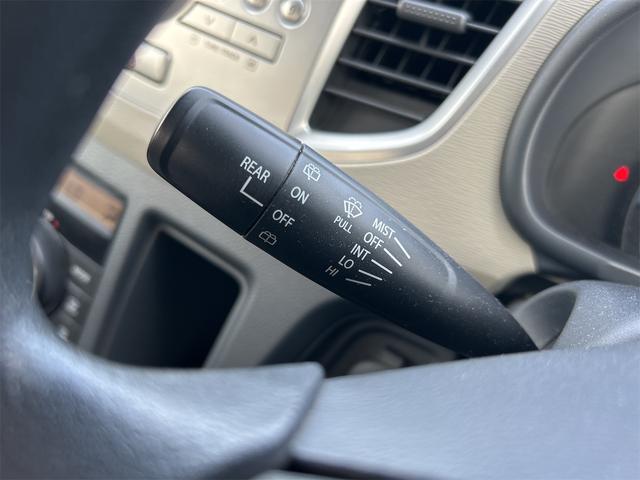 REAR
ON
OFF
PULL
MIST
OFF
INT
LO
HI